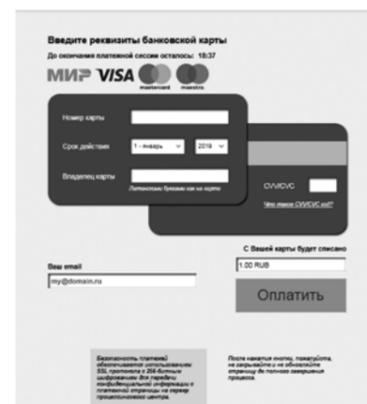 Введите реквизиты банковской карты
До окончания платежной сессии осталось: 18:37
МИР VISA
mastercard maestro
Номер карты
Срок действия 1 - январь 2019
Владелец карты
Латинскими буквами как на карте
CVV/CVC
Что такое CVV/CVC код?
С Вашей карты будет списано
1.00 RUB
Ваш email
my@domain.ru
Оплатить
Безопасность платежей
обеспечивается использованием
SSL протокола с 256-битным
шифрованием для передачи
конфиденциальной информации с
платежной страницы на сервер
процессингового центра.
После нажатия кнопки, пожалуйста,
не закрывайте и не обновляйте
страницу до полного завершения
процесса.